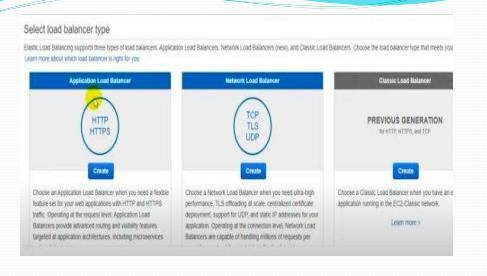 Select load balancer type
Elastic Load Balancing supports three types of load balancers: Application Load Balancers, Network Load Balancers (new), and Classic Load Balancers. Choose the load balancer type that meets you
Learn more about which load balancer is right for you
Application Load Balancer
HTTP
HTTPS
Create
Choose an Application Load Balancer when you need a flexible
feature set for your web applications with HTTP and HTTPS
traffic. Operating at the request level, Application Load
Balancers provide advanced routing and visibility features
targeted at application architectures, including microservices
Network Load Balancer
TCP
TLS
UDP
Create
Choose a Network Load Balancer when you need ultra-high
performance, TLS offloading at scale, centralized certificate
deployment, support for UDP, and static IP addresses for your
application. Operating at the connection level, Network Load
Balancers are capable of handling millions of requests per
Classic Load Balancer
PREVIOUS GENERATION
for HTTP, HTTPS, and TCP
Create
Choose a Classic Load Balancer when you have an e
application running in the EC2-Classic network.
Learn more >